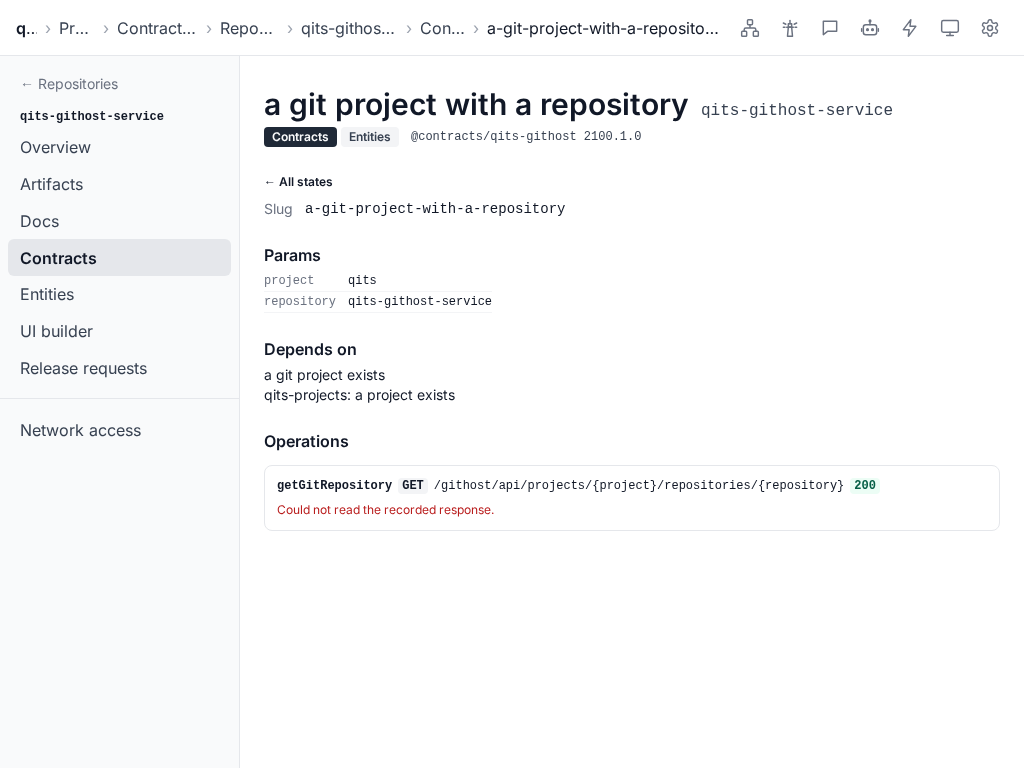 q... › Pr... › Contract... › Repo... › qits-githos... › Con... › a-git-project-with-a-reposito...
← Repositories
qits-githost-service
Overview
Artifacts
Docs
Contracts
Entities
UI builder
Release requests
Network access
a git project with a repository qits-githost-service
Contracts Entities @contracts/qits-githost 2100.1.0
← All states
Slug a-git-project-with-a-repository
Params
project qits
repository qits-githost-service
Depends on
a git project exists
qits-projects: a project exists
Operations
getGitRepository GET /githost/api/projects/{project}/repositories/{repository} 200
Could not read the recorded response.